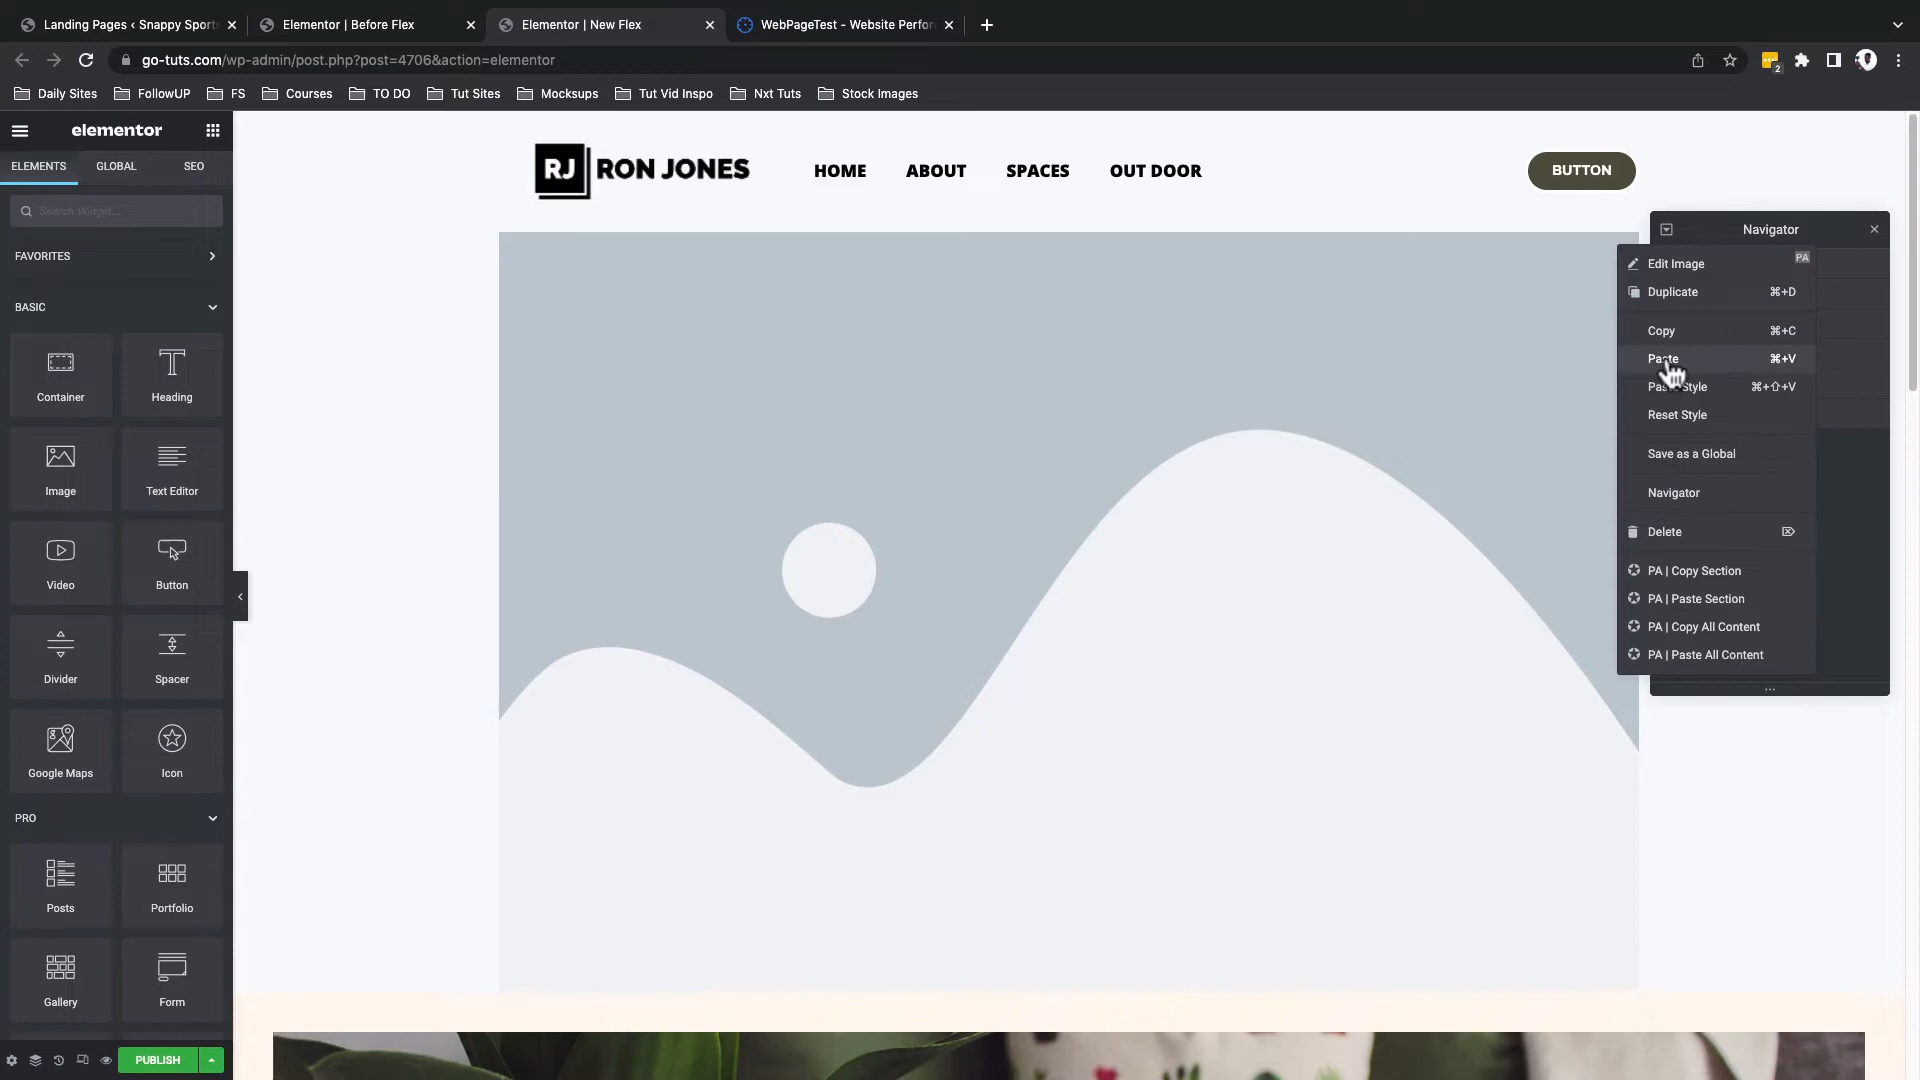 Landing Pages ‹ Snappy Sports
Elementor | Before Flex
Elementor | New Flex
WebPageTest - Website Perfor
go-tuts.com/wp-admin/post.php?post=4706&action=elementor
2
Daily Sites
FollowUP
FS
Courses
TO DO
Tut Sites
Mocksups
Tut Vid Inspo
Nxt Tuts
Stock Images
elementor
ELEMENTS
GLOBAL
SEO
Search Widget...
FAVORITES
BASIC
Container
Heading
Image
Text Editor
Video
Button
Divider
Spacer
Google Maps
Icon
PRO
Posts
Portfolio
Gallery
Form
PUBLISH
RJ RON JONES
HOME
ABOUT
SPACES
OUT DOOR
BUTTON
Navigator
PA
Edit Image
Duplicate ⌘+D
Copy ⌘+C
Paste ⌘+V
Paste Style ⌘+⇧+V
Reset Style
Save as a Global
Navigator
Delete ⌦
PA | Copy Section
PA | Paste Section
PA | Copy All Content
PA | Paste All Content